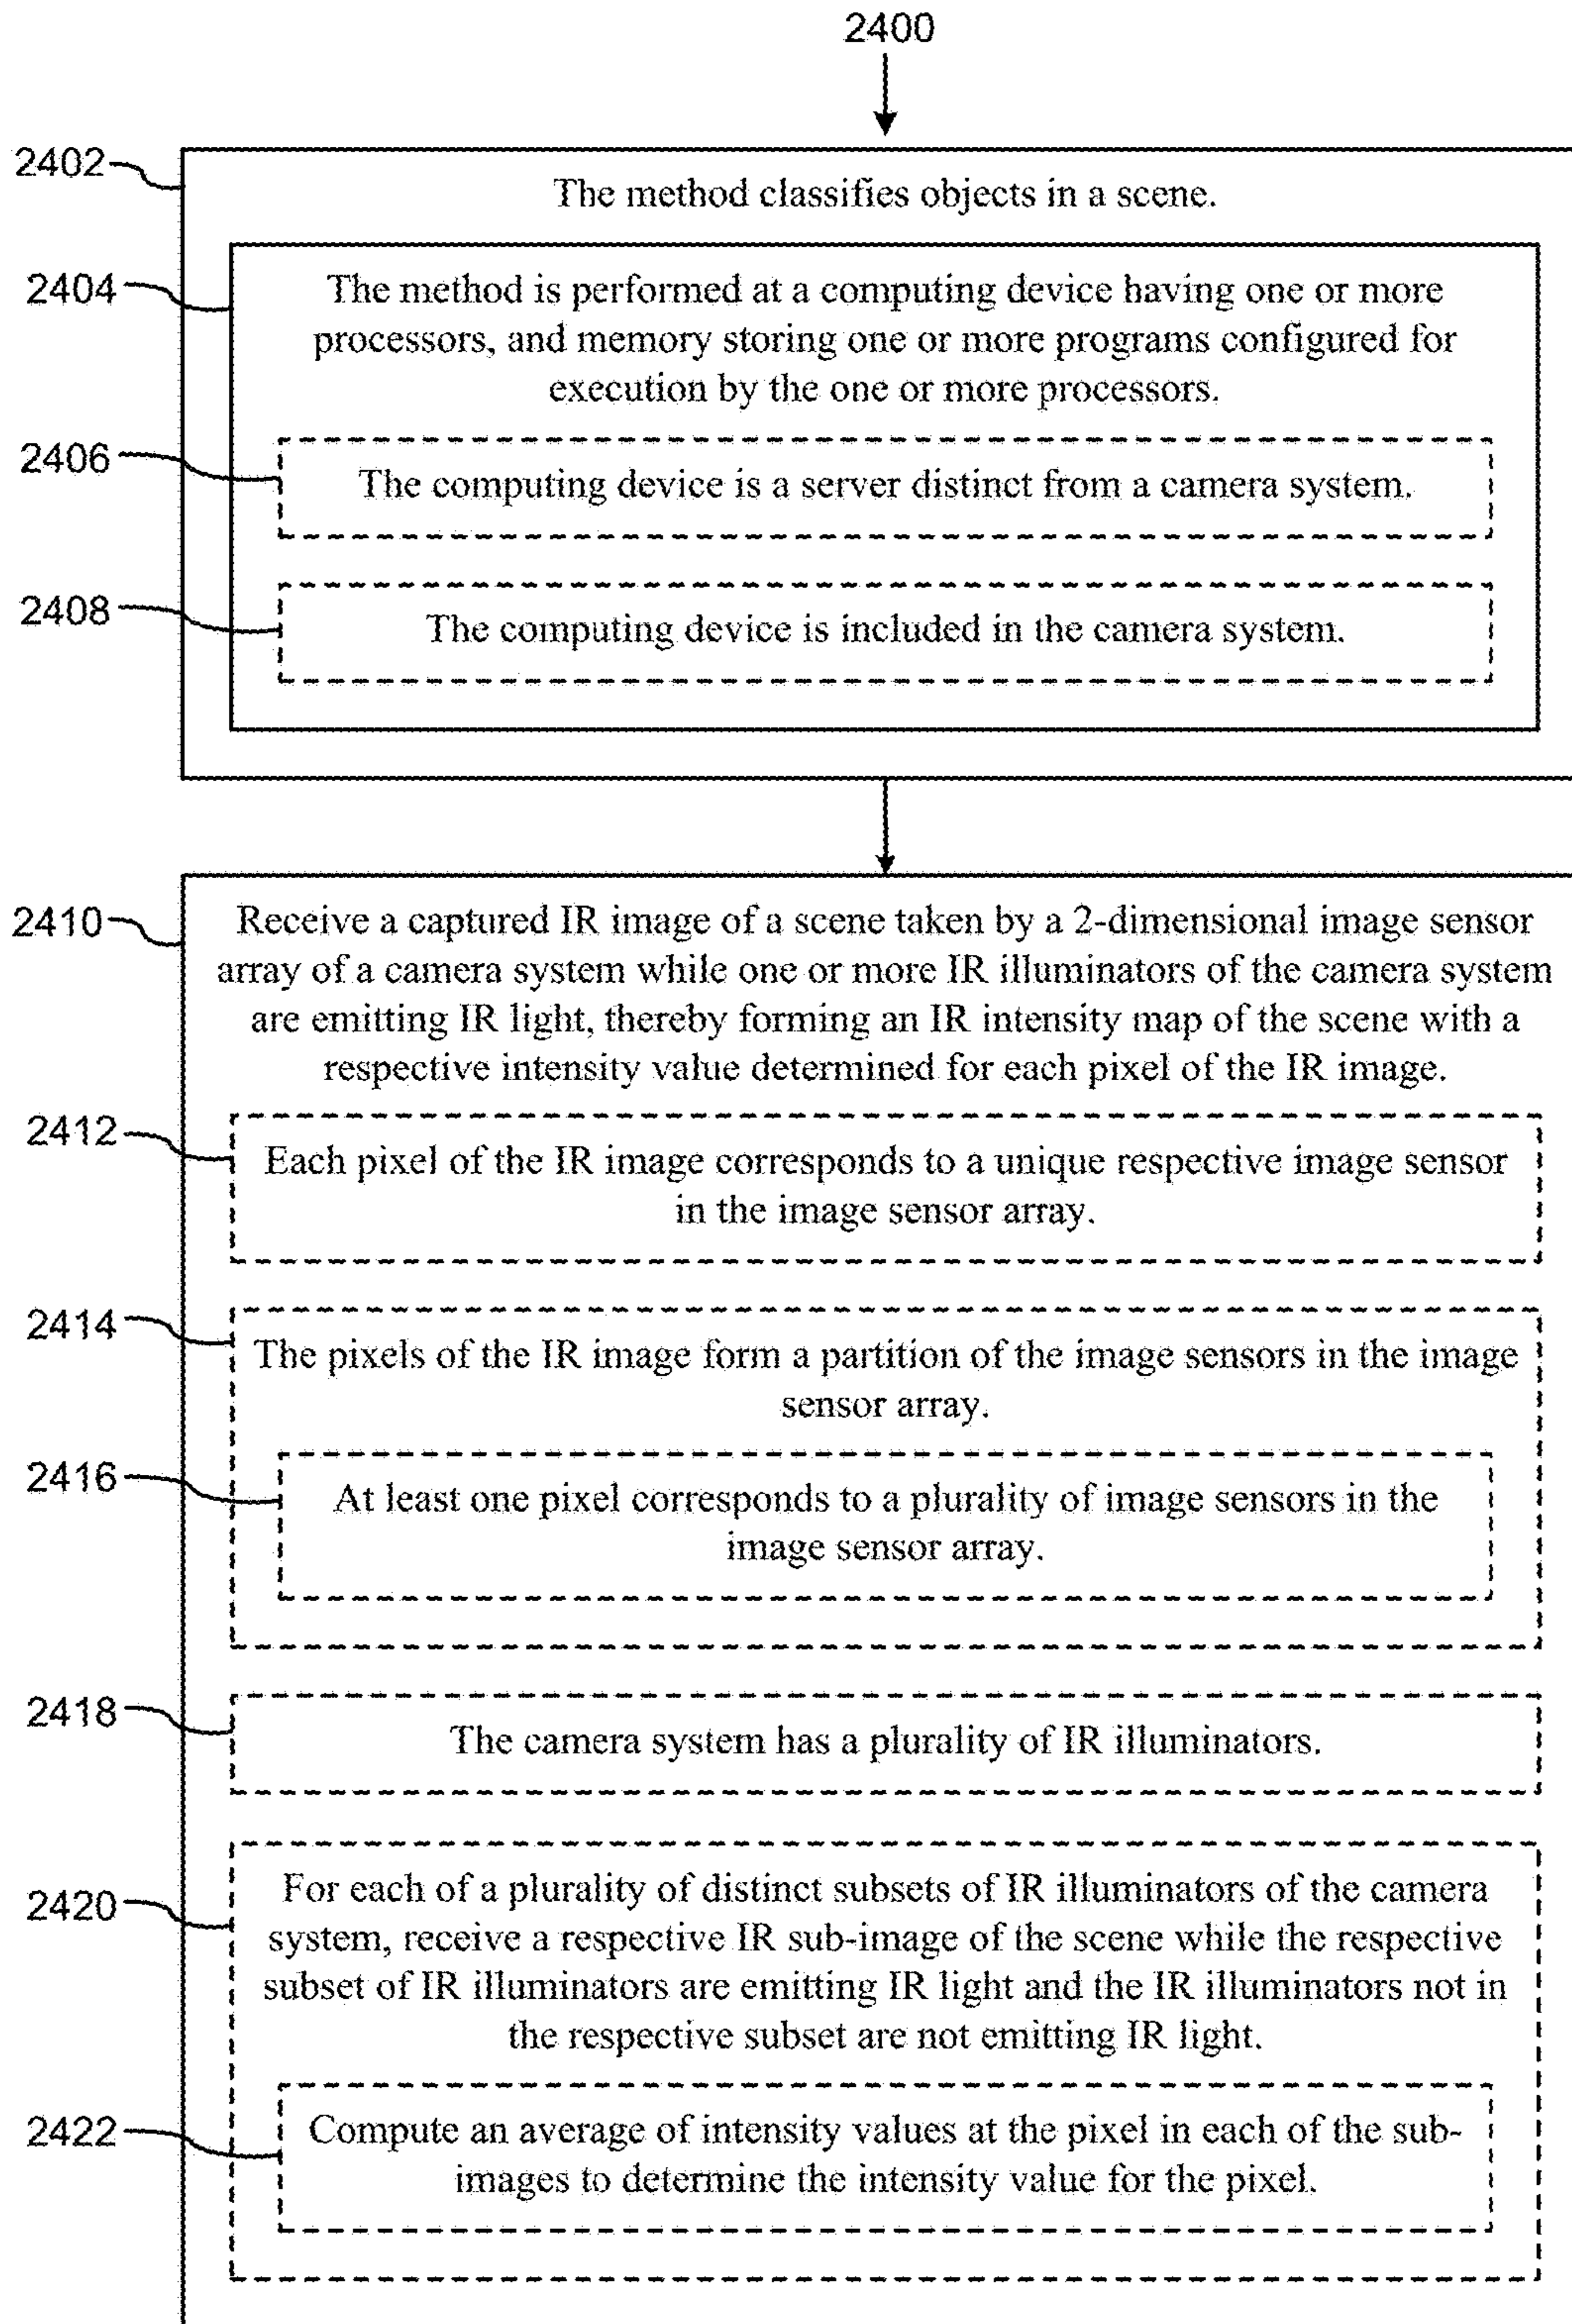 2400
2402
The method classifies objects in a scene.
2404
The method is performed at a computing device having one or more
processors, and memory storing one or more programs configured for
execution by the one or more processors.
2406
The computing device is a server distinct from a camera system.
2408
The computing device is included in the camera system.
2410
Receive a captured IR image of a scene taken by a 2-dimensional image sensor
array of a camera system while one or more IR illuminators of the camera system
are emitting IR light, thereby forming an IR intensity map of the scene with a
respective intensity value determined for each pixel of the IR image.
2412
Each pixel of the IR image corresponds to a unique respective image sensor
in the image sensor array.
2414
The pixels of the IR image form a partition of the image sensors in the image
sensor array.
2416
At least one pixel corresponds to a plurality of image sensors in the
image sensor array.
2418
The camera system has a plurality of IR illuminators.
2420
For each of a plurality of distinct subsets of IR illuminators of the camera
system, receive a respective IR sub-image of the scene while the respective
subset of IR illuminators are emitting IR light and the IR illuminators not in
the respective subset are not emitting IR light.
2422
Compute an average of intensity values at the pixel in each of the sub-
images to determine the intensity value for the pixel.